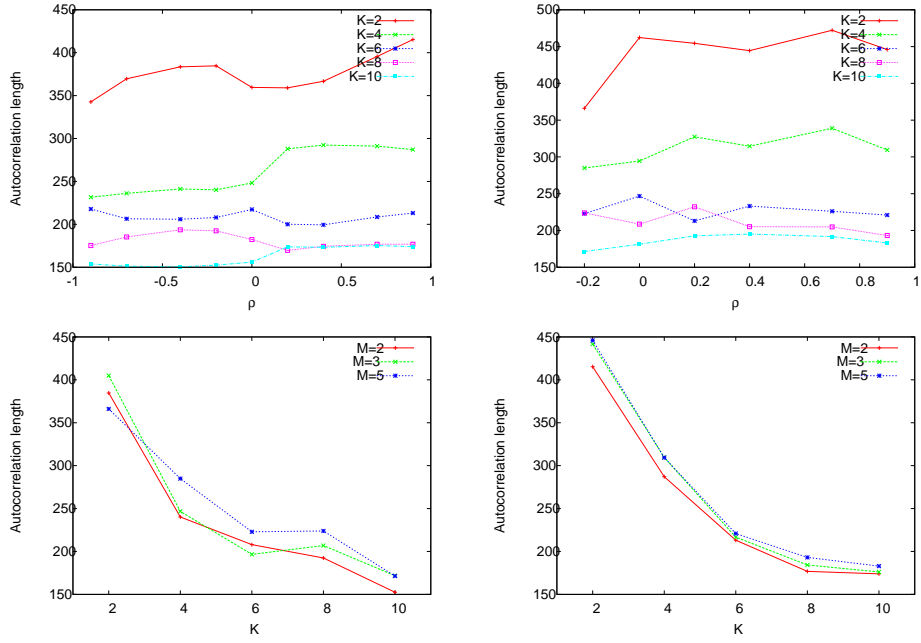 450
400
350
300
250
200
150
-1
-0.5
0
0.5
1
Autocorrelation length
ρ
K=2
K=4
K=6
K=8
K=10
500
450
400
350
300
250
200
150
-0.2
0
0.2
0.4
0.6
0.8
1
Autocorrelation length
ρ
K=2
K=4
K=6
K=8
K=10
450
400
350
300
250
200
150
2
4
6
8
10
Autocorrelation length
K
M=2
M=3
M=5
450
400
350
300
250
200
150
2
4
6
8
10
Autocorrelation length
K
M=2
M=3
M=5